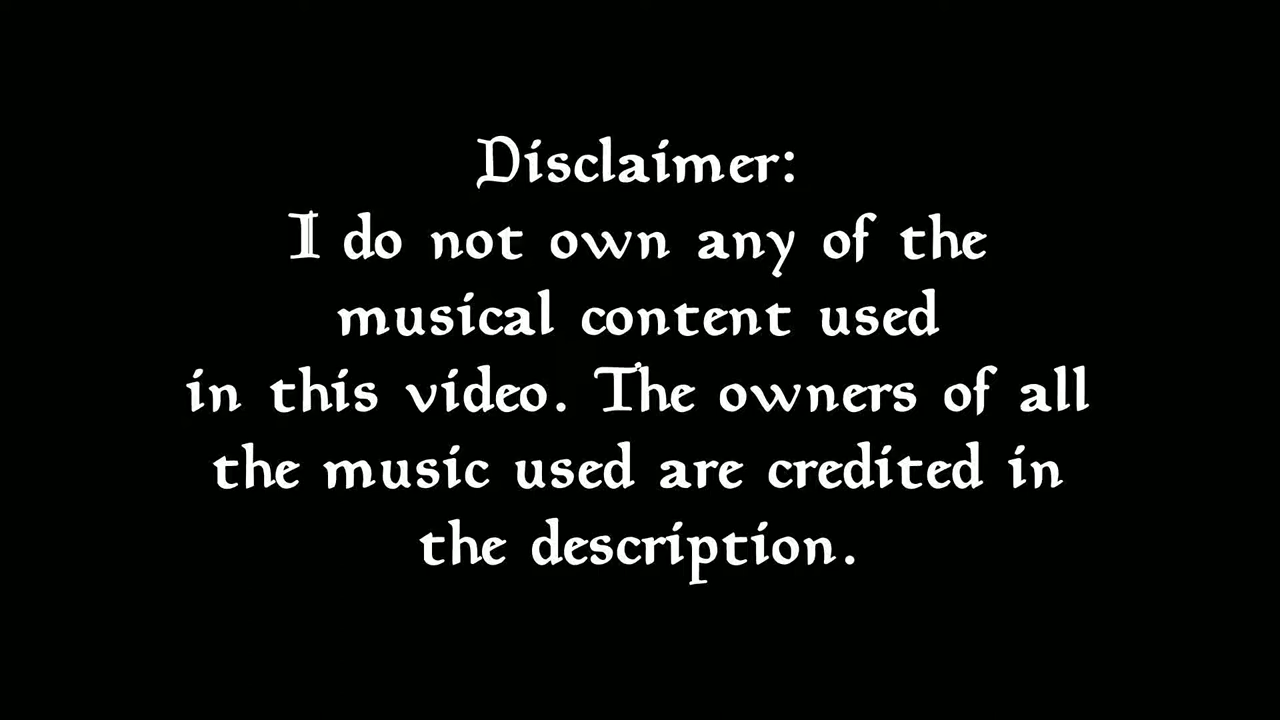 Disclaimer:
I do not own any of the
musical content used
in this video. The owners of all
the music used are credited in
the description.